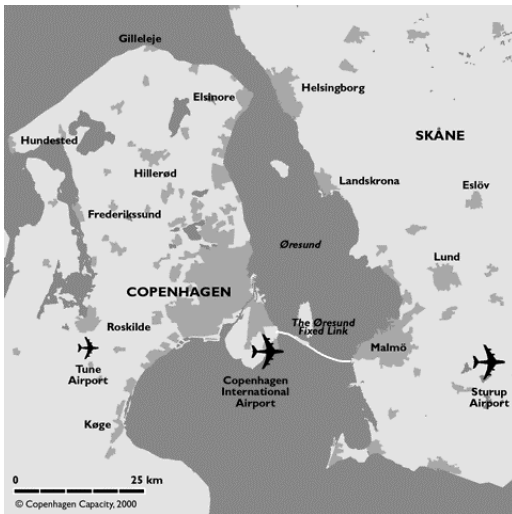 Gilleleje
Elsinore
Helsingborg
SKÅNE
Hundested
Hillerød
Landskrona
Eslöv
Frederikssund
Øresund
Lund
COPENHAGEN
Roskilde
The Øresund
Fixed Link
Malmö
Tune
Airport
Copenhagen
International
Airport
Sturup
Airport
Køge
0 25 km
© Copenhagen Capacity, 2000